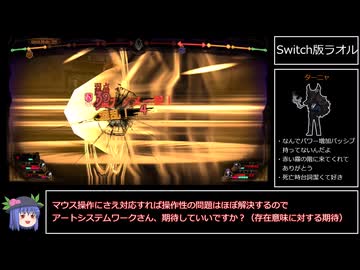 Switch版ラオル
ターニャ
・なんでパワー増加パッシブ
持ってないんだよ
・赤い霧の階に来てくれて
ありがとう
・死亡時台詞潔くて好き
マウス操作にさえ対応すれば操作性の問題はほぼ解決するので
アートシステムワークさん、期待していいですか?(存在意味に対する期待)